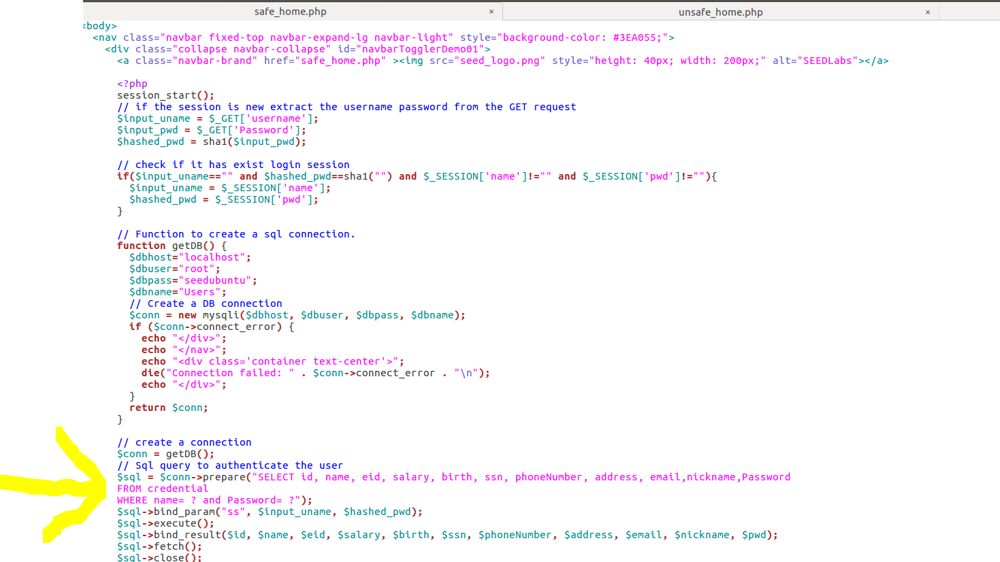 safe_home.php × unsafe_home.php ×
<body>
<nav class="navbar fixed-top navbar-expand-lg navbar-light" style="background-color: #3EA055;">
<div class="collapse navbar-collapse" id="navbarTogglerDemo01">
<a class="navbar-brand" href="safe_home.php" ><img src="seed_logo.png" style="height: 40px; width: 200px;" alt="SEEDLabs"></a>
<?php
session_start();
// if the session is new extract the username password from the GET request
$input_uname = $_GET['username'];
$input_pwd = $_GET['Password'];
$hashed_pwd = sha1($input_pwd);
// check if it has exist login session
if($input_uname=="" and $hashed_pwd==sha1("") and $_SESSION['name']!="" and $_SESSION['pwd']!=""){
$input_uname = $_SESSION['name'];
$hashed_pwd = $_SESSION['pwd'];
}
// Function to create a sql connection.
function getDB() {
$dbhost="localhost";
$dbuser="root";
$dbpass="seedubuntu";
$dbname="Users";
// Create a DB connection
$conn = new mysqli($dbhost, $dbuser, $dbpass, $dbname);
if ($conn->connect_error) {
echo "</div>";
echo "</nav>";
echo "<div class='container text-center'>";
die("Connection failed: " . $conn->connect_error . "\n");
echo "</div>";
}
return $conn;
}
// create a connection
$conn = getDB();
// Sql query to authenticate the user
$sql = $conn->prepare("SELECT id, name, eid, salary, birth, ssn, phoneNumber, address, email,nickname,Password
FROM credential
WHERE name= ? and Password= ?");
$sql->bind_param("ss", $input_uname, $hashed_pwd);
$sql->execute();
$sql->bind_result($id, $name, $eid, $salary, $birth, $ssn, $phoneNumber, $address, $email, $nickname, $pwd);
$sql->fetch();
$sql->close();